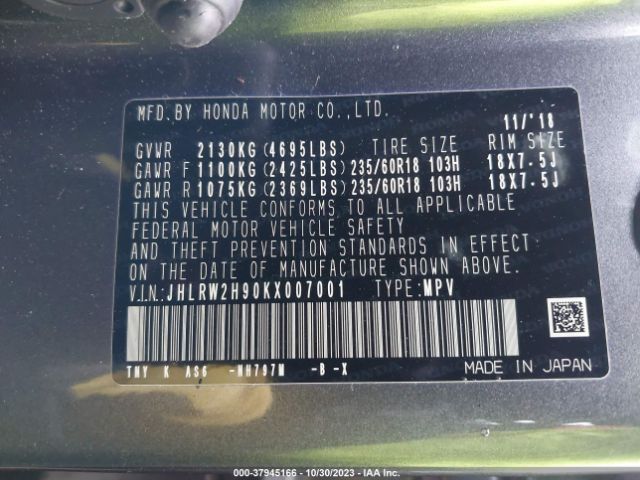 MFD. BY HONDA MOTOR CO., LTD. 11/'18
GVWR 2130KG (4695LBS) TIRE SIZE RIM SIZE
GAWR F 1100KG (2425LBS) 235/60R18 103H 18X7.5J
GAWR R 1075KG (2369LBS) 235/60R18 103H 18X7.5J
THIS VEHICLE CONFORMS TO ALL APPLICABLE
FEDERAL MOTOR VEHICLE SAFETY
AND THEFT PREVENTION STANDARDS IN EFFECT
ON THE DATE OF MANUFACTURE SHOWN ABOVE.
V.I.N.: JHLRW2H90KX007001 TYPE: MPV
TNY K AS6 -NH797M -B -X
MADE IN JAPAN
000-37945166 - 10/30/2023 - IAA Inc.